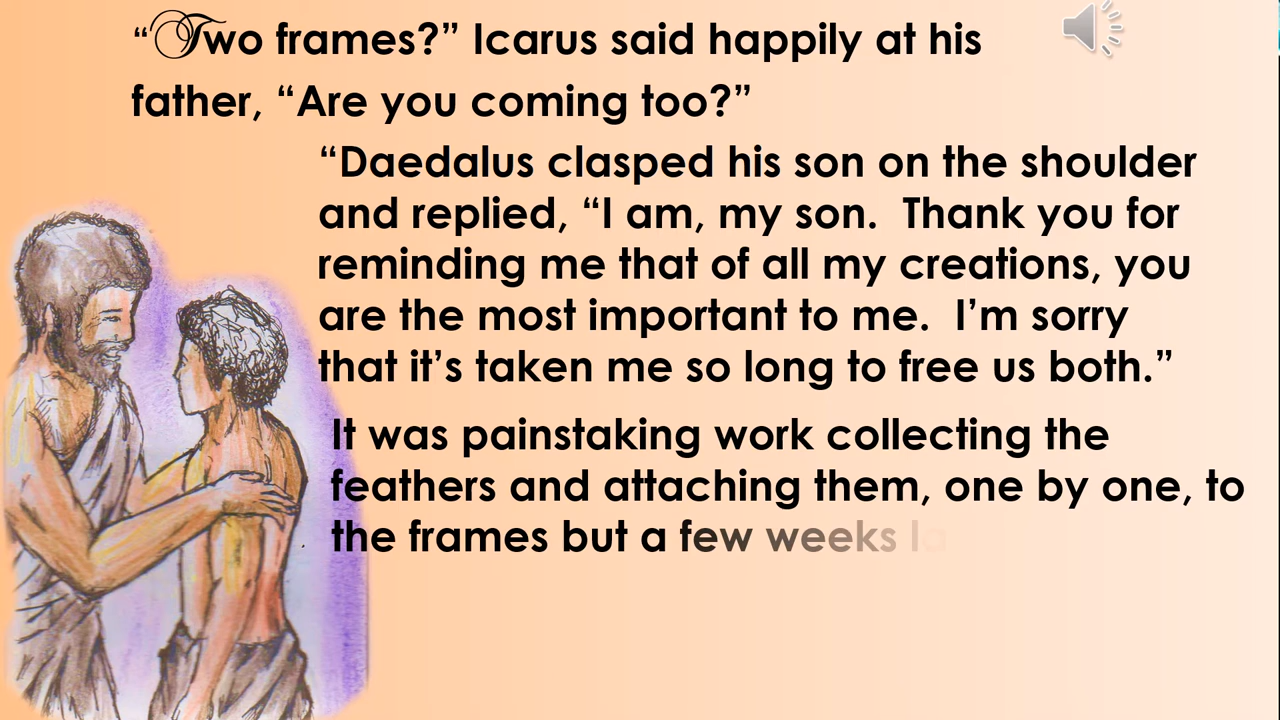 “Two frames?” Icarus said happily at his
father, “Are you coming too?”
“Daedalus clasped his son on the shoulder
and replied, “I am, my son.  Thank you for
reminding me that of all my creations, you
are the most important to me.  I’m sorry
that it’s taken me so long to free us both.”
It was painstaking work collecting the
feathers and attaching them, one by one, to
the frames but a few weeks la